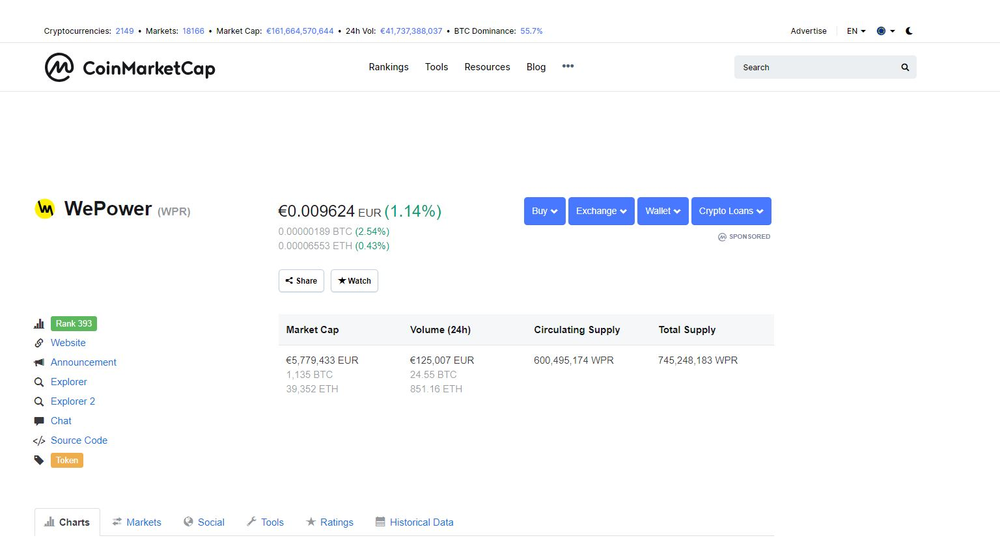 Cryptocurrencies: 2149 • Markets: 18166 • Market Cap: €161,664,570,644 • 24h Vol: €41,737,388,037 • BTC Dominance: 55.7%
Advertise EN
CoinMarketCap
Rankings Tools Resources Blog •••
Search
WePower (WPR)
€0.009624 EUR (1.14%)
0.00000189 BTC (2.54%)
0.00006553 ETH (0.43%)
Buy Exchange Wallet Crypto Loans
SPONSORED
Share Watch
Rank 393
Website
Announcement
Explorer
Explorer 2
Chat
Source Code
Token
Market Cap Volume (24h) Circulating Supply Total Supply
€5,779,433 EUR €125,007 EUR 600,495,174 WPR 745,248,183 WPR
1,135 BTC 24.55 BTC
39,352 ETH 851.16 ETH
Charts Markets Social Tools Ratings Historical Data